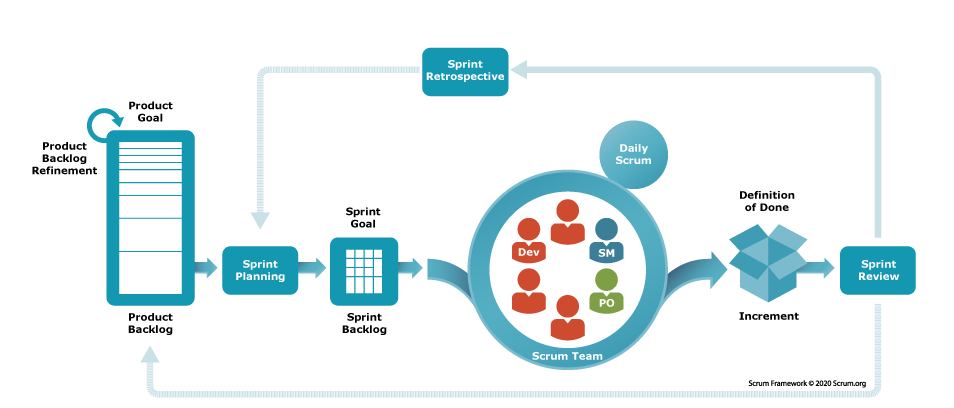 Sprint
Retrospective
Product
Goal
Product
Backlog
Refinement
Daily
Scrum
Definition
of Done
Sprint
Goal
Dev
SM
Sprint
Planning
Sprint
Review
PO
Product
Backlog
Sprint
Backlog
Increment
Scrum Team
Scrum Framework © 2020 Scrum.org